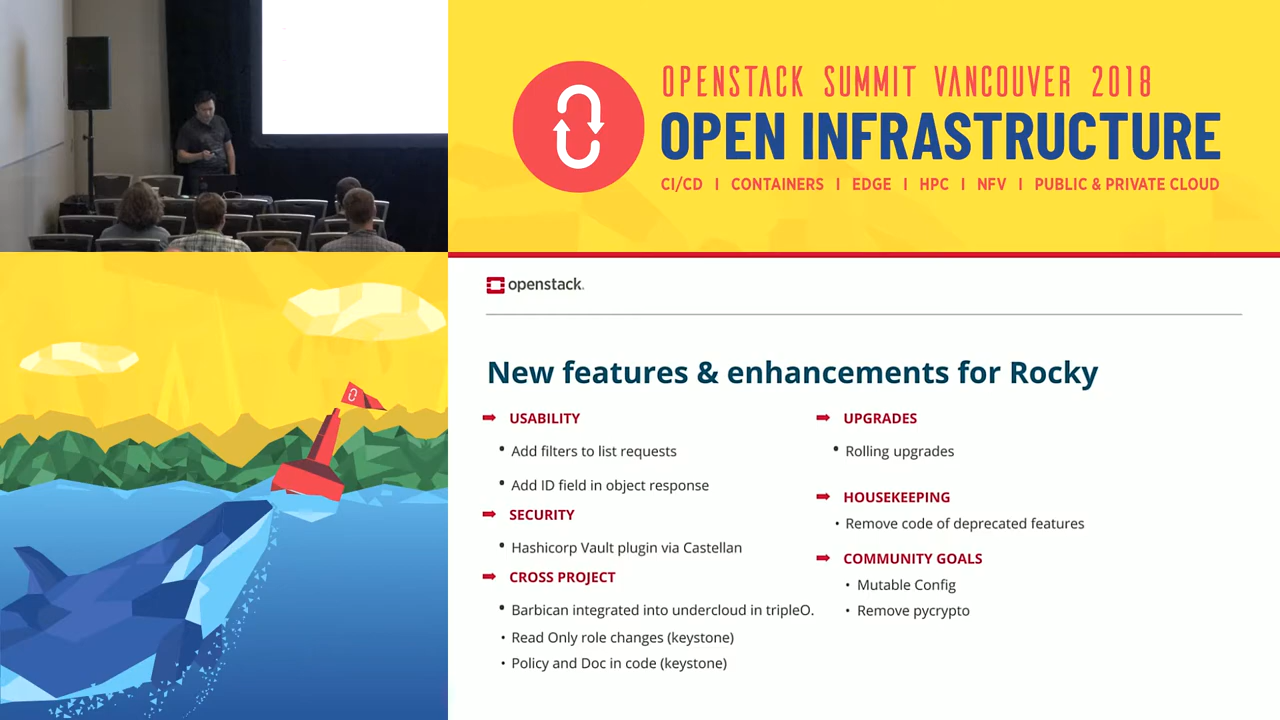 OPENSTACK SUMMIT VANCOUVER 2018
OPEN INFRASTRUCTURE
CI/CD | CONTAINERS | EDGE | HPC | NFV | PUBLIC & PRIVATE CLOUD
openstack.
New features & enhancements for Rocky
USABILITY
• Add filters to list requests
• Add ID field in object response
SECURITY
• Hashicorp Vault plugin via Castellan
CROSS PROJECT
• Barbican integrated into undercloud in tripleO.
• Read Only role changes (keystone)
• Policy and Doc in code (keystone)
UPGRADES
• Rolling upgrades
HOUSEKEEPING
• Remove code of deprecated features
COMMUNITY GOALS
• Mutable Config
• Remove pycrypto